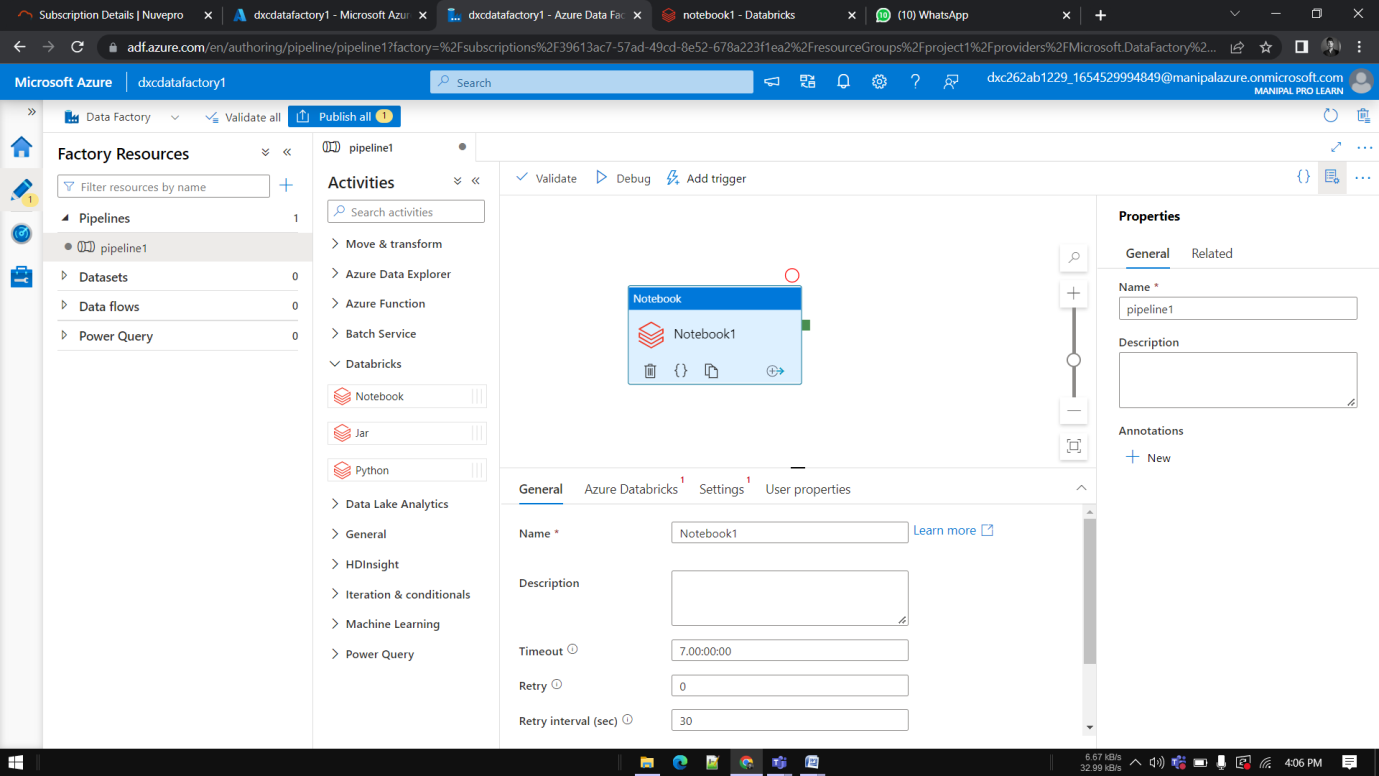 Subscription Details | Nuvepro
dxcdatafactory1 - Microsoft Azur
dxcdatafactory1 - Azure Data Fac
notebook1 - Databricks
(10) WhatsApp
adf.azure.com/en/authoring/pipeline/pipeline1?factory=%2Fsubscriptions%2F39613ac7-57ad-49cd-8e52-678a223f1ea2%2FresourceGroups%2Fproject1%2Fproviders%2FMicrosoft.DataFactory%2...
Microsoft Azure
dxcdatafactory1
Search
dxc262ab1229_1654529994849@manipalazure.onmicrosoft.com
MANIPAL PRO LEARN
Data Factory
Validate all
Publish all 1
Factory Resources
Filter resources by name
1
Pipelines 1
pipeline1
Datasets 0
Data flows 0
Power Query 0
pipeline1
Activities
Search activities
Move & transform
Azure Data Explorer
Azure Function
Batch Service
Databricks
Notebook
Jar
Python
Data Lake Analytics
General
HDInsight
Iteration & conditionals
Machine Learning
Power Query
Validate
Debug
Add trigger
Notebook
Notebook1
General
Azure Databricks 1
Settings 1
User properties
Name * Notebook1 Learn more
Description
Timeout 7.00:00:00
Retry 0
Retry interval (sec) 30
Properties
General
Related
Name *
pipeline1
Description
Annotations
New
6.67 kB/s
32.99 kB/s
4:06 PM